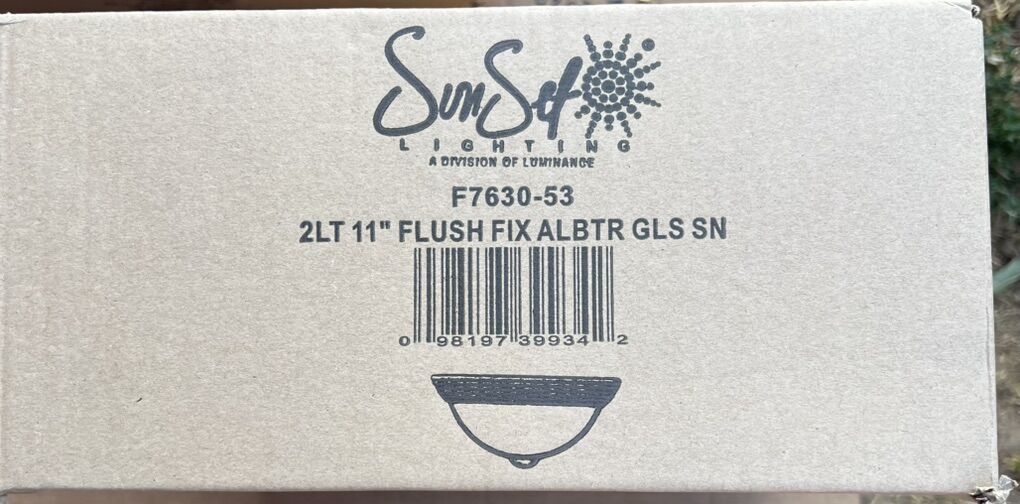 SunSet
LIGHTING
A DIVISION OF LUMINANCE
F7630-53
2LT 11" FLUSH FIX ALBTR GLS SN
0 98197 39934 2